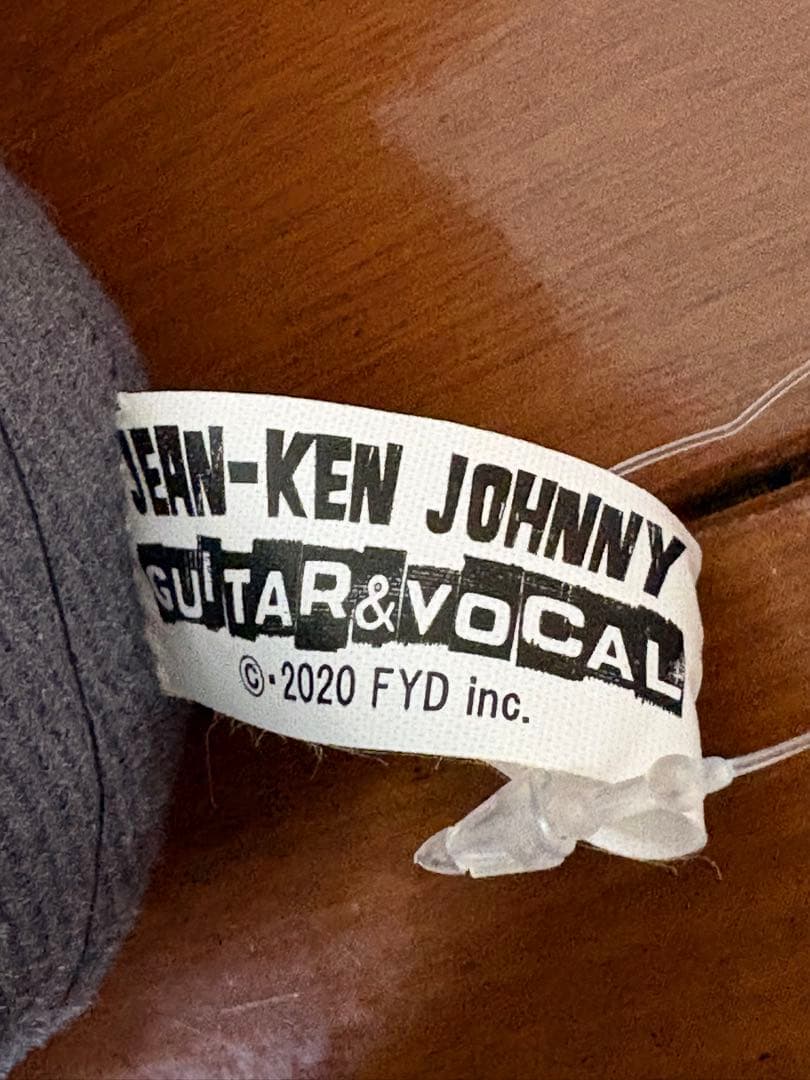 JEAN-KEN JOHNNY
GUITAR&VOCAL
©·2020 FYD inc.